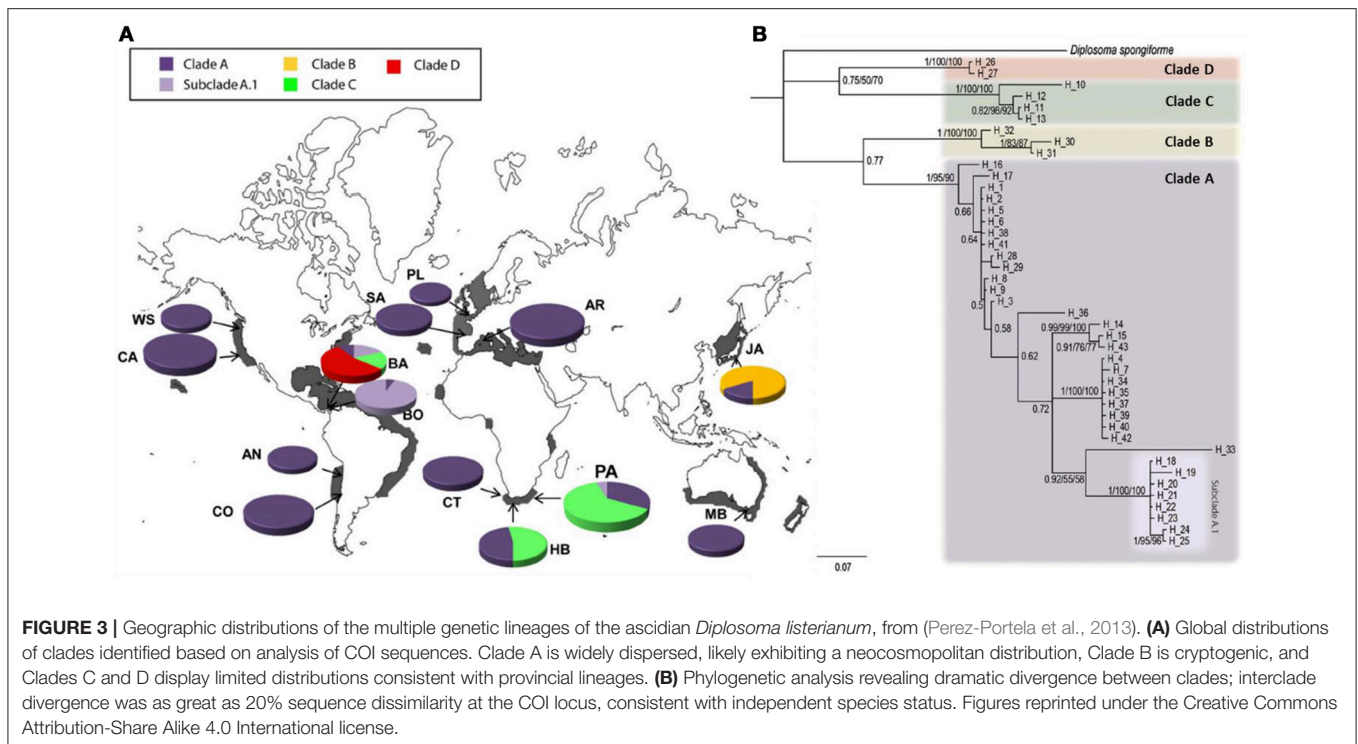 A
Clade A
Clade B
Clade D
Subclade A.1
Clade C
PL
SA
AR
WS
CA
BA
JA
BO
AN
CO
CT
PA
HB
MB
B
Diplosoma spongiforme
1/100/100
H_26
H_27
Clade D
0.75/50/70
1/100/100
H_10
H_12
H_11
H_13
0.82/98/92
Clade C
1/100/100
H_32
1/83/87
H_30
H_31
Clade B
0.77
1/95/90
H_16
Clade A
H_17
0.66
H_1
H_2
H_5
H_6
0.64
H_38
H_41
H_28
H_29
H_8
H_9
0.5
H_3
0.58
H_36
0.99/99/100
H_14
H_15
0.91/76/77
H_43
0.62
H_4
H_7
H_34
1/100/100
H_35
H_37
0.72
H_39
H_40
H_42
H_33
0.92/55/58
H_18
H_19
H_20
1/100/100
H_21
H_22
H_23
H_24
1/95/96
H_25
Subclade A.1
0.07
FIGURE 3 | Geographic distributions of the multiple genetic lineages of the ascidian Diplosoma listerianum, from (Perez-Portela et al., 2013). (A) Global distributions
of clades identified based on analysis of COI sequences. Clade A is widely dispersed, likely exhibiting a neocosmopolitan distribution, Clade B is cryptogenic, and
Clades C and D display limited distributions consistent with provincial lineages. (B) Phylogenetic analysis revealing dramatic divergence between clades; interclade
divergence was as great as 20% sequence dissimilarity at the COI locus, consistent with independent species status. Figures reprinted under the Creative Commons
Attribution-Share Alike 4.0 International license.